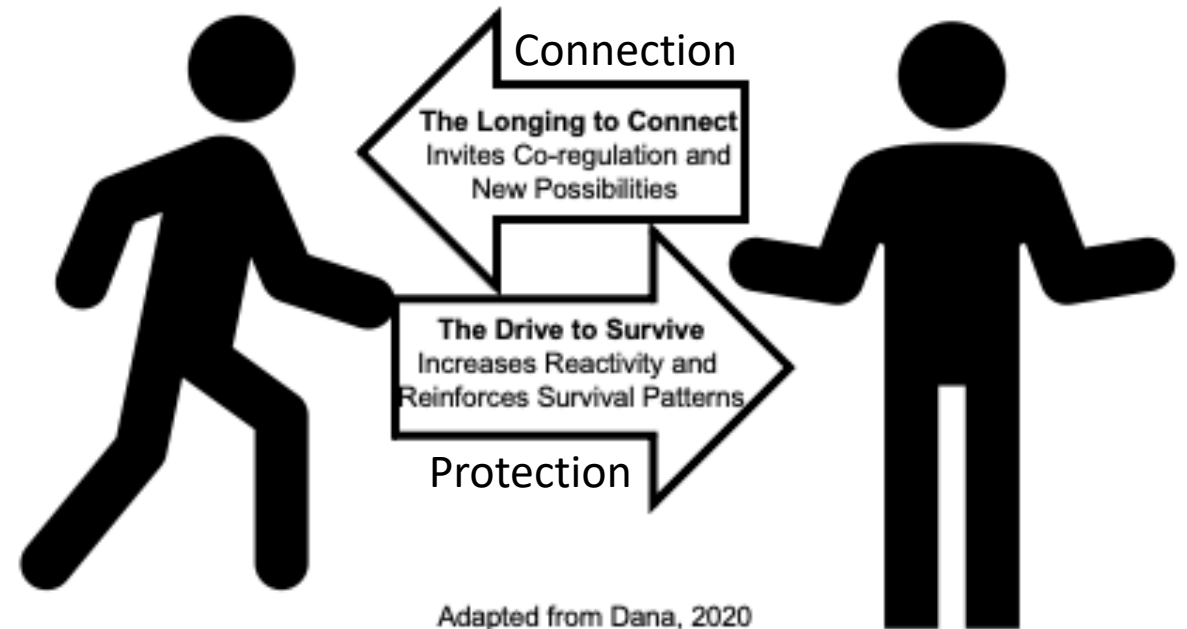 Connection
The Longing to Connect
Invites Co-regulation and
New Possibilities
The Drive to Survive
Increases Reactivity and
Reinforces Survival Patterns
Protection
Adapted from Dana, 2020